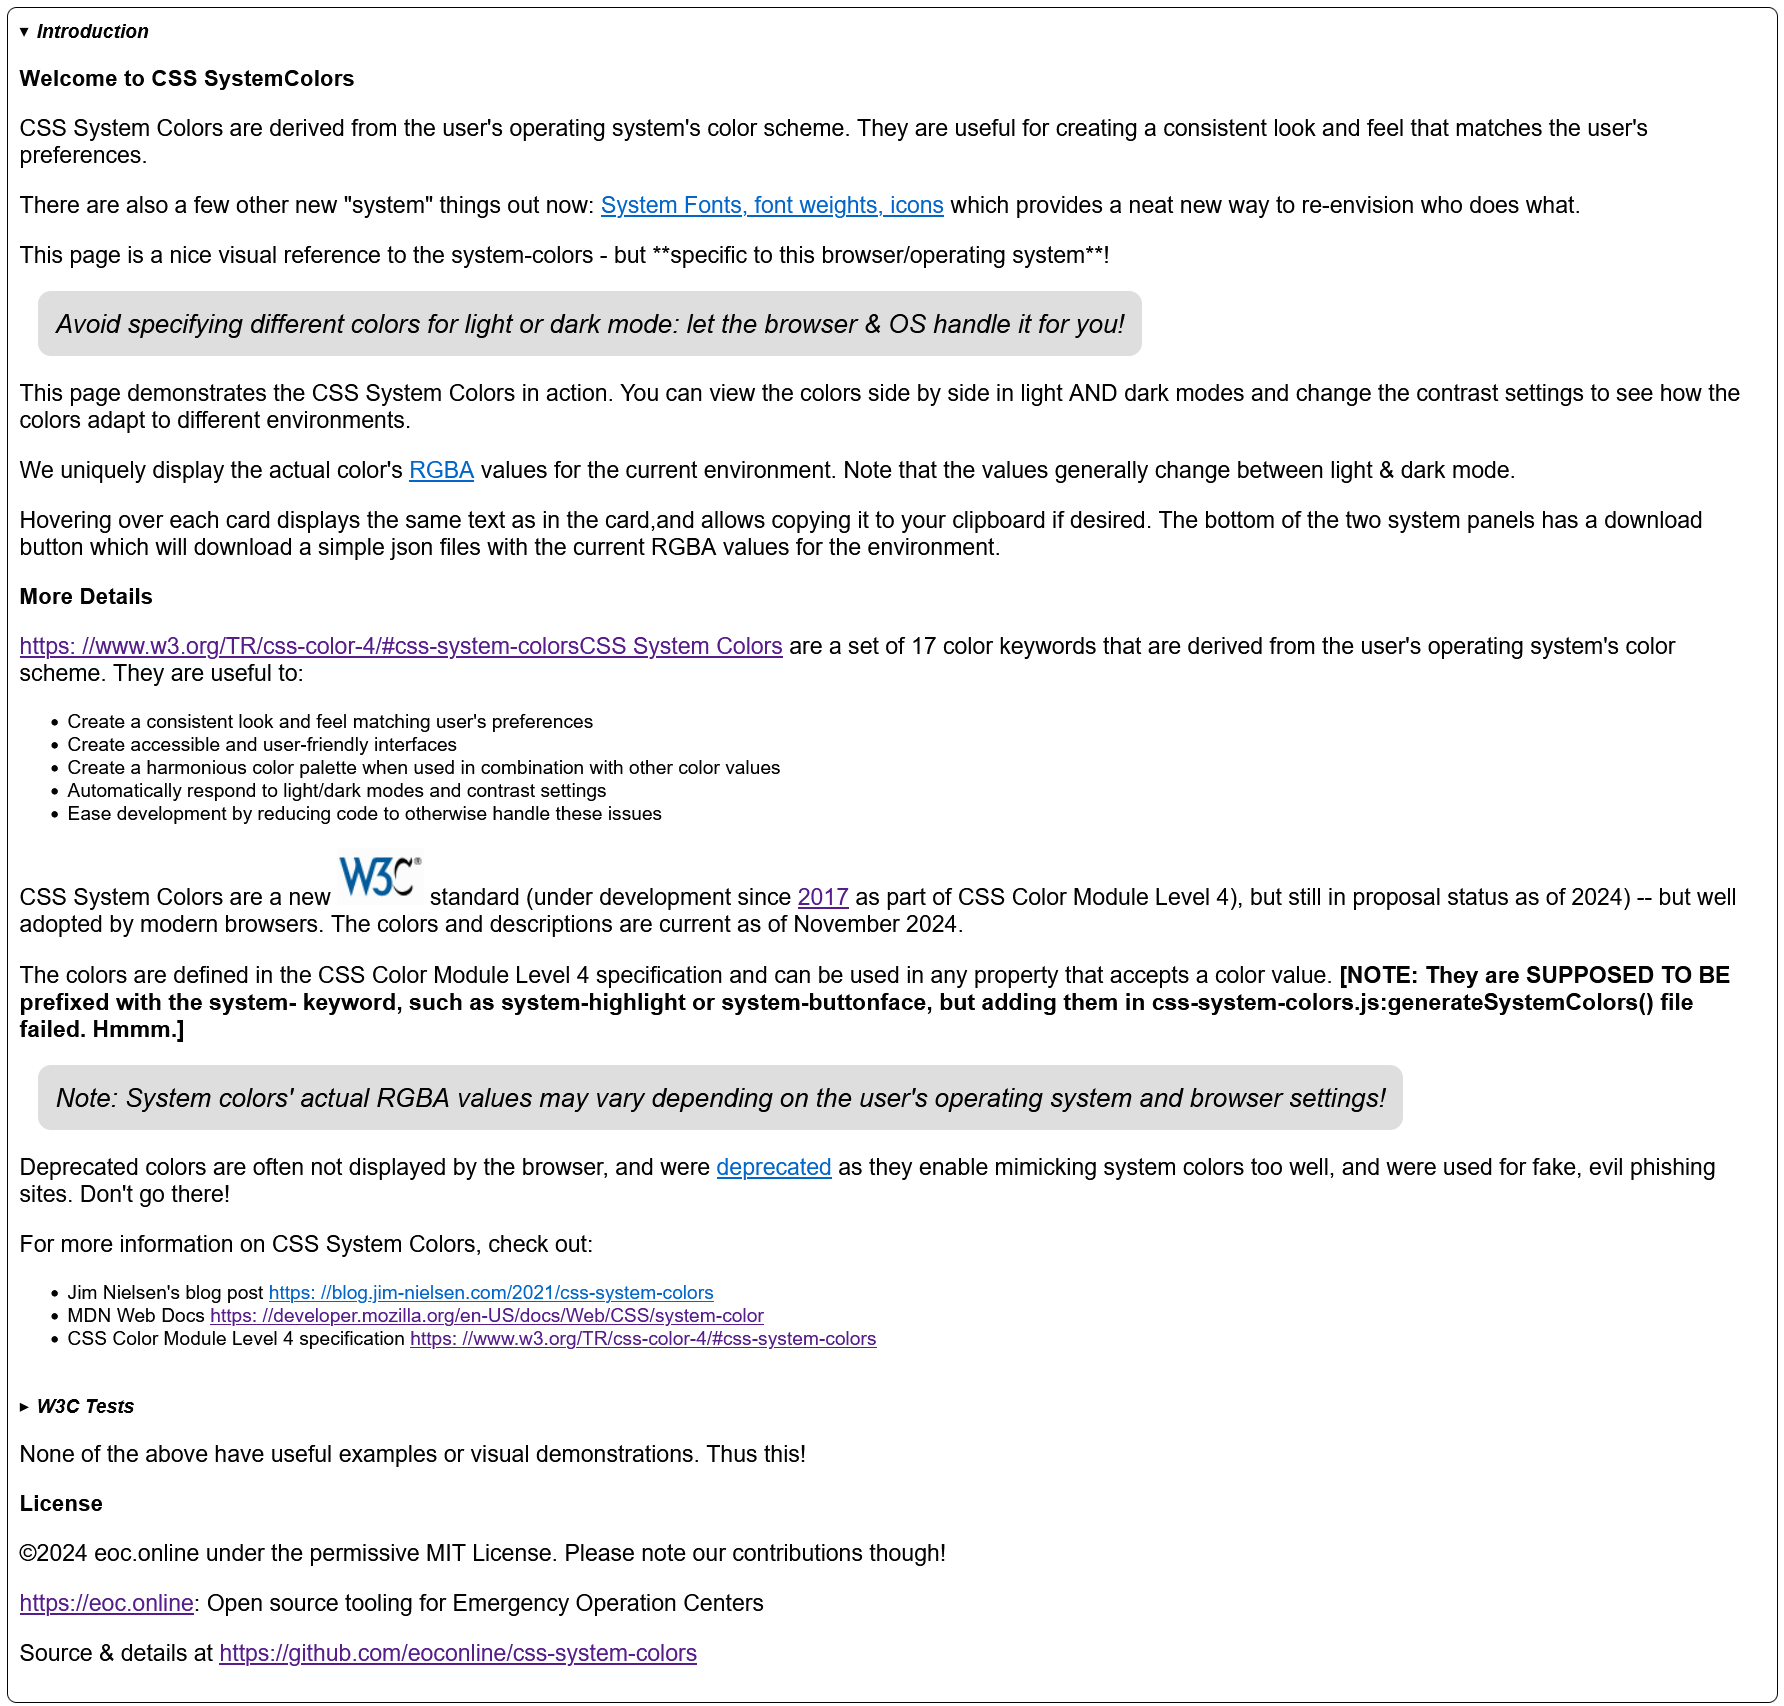 ▾ Introduction
Welcome to CSS SystemColors
CSS System Colors are derived from the user's operating system's color scheme. They are useful for creating a consistent look and feel that matches the user's
preferences.
There are also a few other new "system" things out now: System Fonts, font weights, icons which provides a neat new way to re-envision who does what.
This page is a nice visual reference to the system-colors - but **specific to this browser/operating system**!
Avoid specifying different colors for light or dark mode: let the browser & OS handle it for you!
This page demonstrates the CSS System Colors in action. You can view the colors side by side in light AND dark modes and change the contrast settings to see how the
colors adapt to different environments.
We uniquely display the actual color's RGBA values for the current environment. Note that the values generally change between light & dark mode.
Hovering over each card displays the same text as in the card,and allows copying it to your clipboard if desired. The bottom of the two system panels has a download
button which will download a simple json files with the current RGBA values for the environment.
More Details
https: //www.w3.org/TR/css-color-4/#css-system-colorsCSS System Colors are a set of 17 color keywords that are derived from the user's operating system's color
scheme. They are useful to:
• Create a consistent look and feel matching user's preferences
• Create accessible and user-friendly interfaces
• Create a harmonious color palette when used in combination with other color values
• Automatically respond to light/dark modes and contrast settings
• Ease development by reducing code to otherwise handle these issues
CSS System Colors are a new W3C® standard (under development since 2017 as part of CSS Color Module Level 4), but still in proposal status as of 2024) -- but well
adopted by modern browsers. The colors and descriptions are current as of November 2024.
The colors are defined in the CSS Color Module Level 4 specification and can be used in any property that accepts a color value. [NOTE: They are SUPPOSED TO BE
prefixed with the system- keyword, such as system-highlight or system-buttonface, but adding them in css-system-colors.js:generateSystemColors() file
failed. Hmmm.]
Note: System colors' actual RGBA values may vary depending on the user's operating system and browser settings!
Deprecated colors are often not displayed by the browser, and were deprecated as they enable mimicking system colors too well, and were used for fake, evil phishing
sites. Don't go there!
For more information on CSS System Colors, check out:
• Jim Nielsen's blog post https: //blog.jim-nielsen.com/2021/css-system-colors
• MDN Web Docs https: //developer.mozilla.org/en-US/docs/Web/CSS/system-color
• CSS Color Module Level 4 specification https: //www.w3.org/TR/css-color-4/#css-system-colors
▸ W3C Tests
None of the above have useful examples or visual demonstrations. Thus this!
License
©2024 eoc.online under the permissive MIT License. Please note our contributions though!
https://eoc.online: Open source tooling for Emergency Operation Centers
Source & details at https://github.com/eoconline/css-system-colors